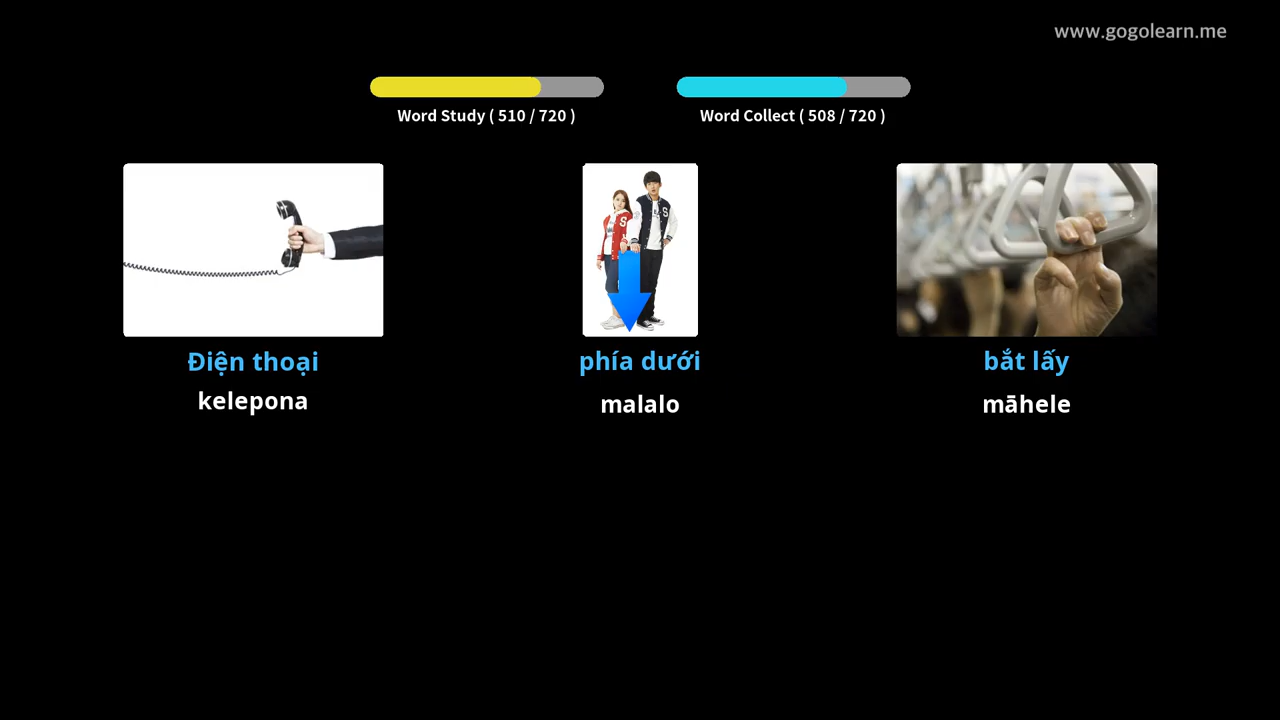 www.gogolearn.me
Word Study ( 510 / 720 )
Word Collect ( 508 / 720 )
S
S
Điện thoại
kelepona
phía dưới
malalo
bắt lấy
māhele